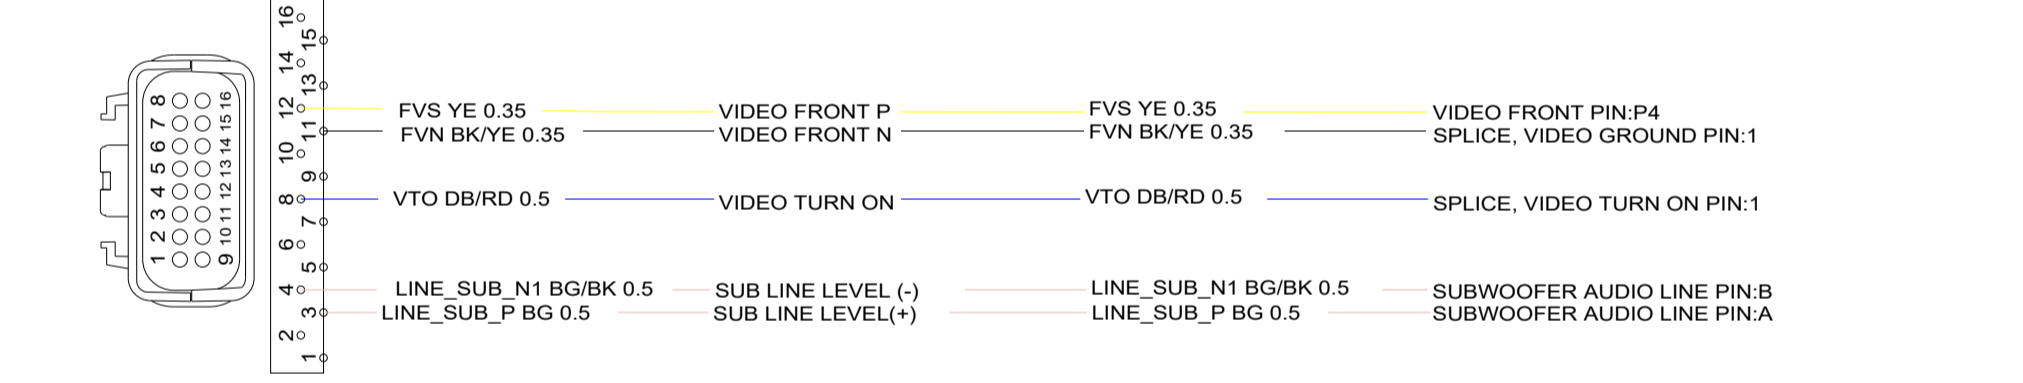 16
15
14
13
12 FVS YE 0.35 VIDEO FRONT P FVS YE 0.35 VIDEO FRONT PIN:P4
11 FVN BK/YE 0.35 VIDEO FRONT N FVN BK/YE 0.35 SPLICE, VIDEO GROUND PIN:1
10
9
8 VTO DB/RD 0.5 VIDEO TURN ON VTO DB/RD 0.5 SPLICE, VIDEO TURN ON PIN:1
7
6
5
4 LINE_SUB_N1 BG/BK 0.5 SUB LINE LEVEL (-) LINE_SUB_N1 BG/BK 0.5 SUBWOOFER AUDIO LINE PIN:B
3 LINE_SUB_P BG 0.5 SUB LINE LEVEL(+) LINE_SUB_P BG 0.5 SUBWOOFER AUDIO LINE PIN:A
2
1
1 2 3 4 5 6 7 8
9 10 11 12 13 14 15 16